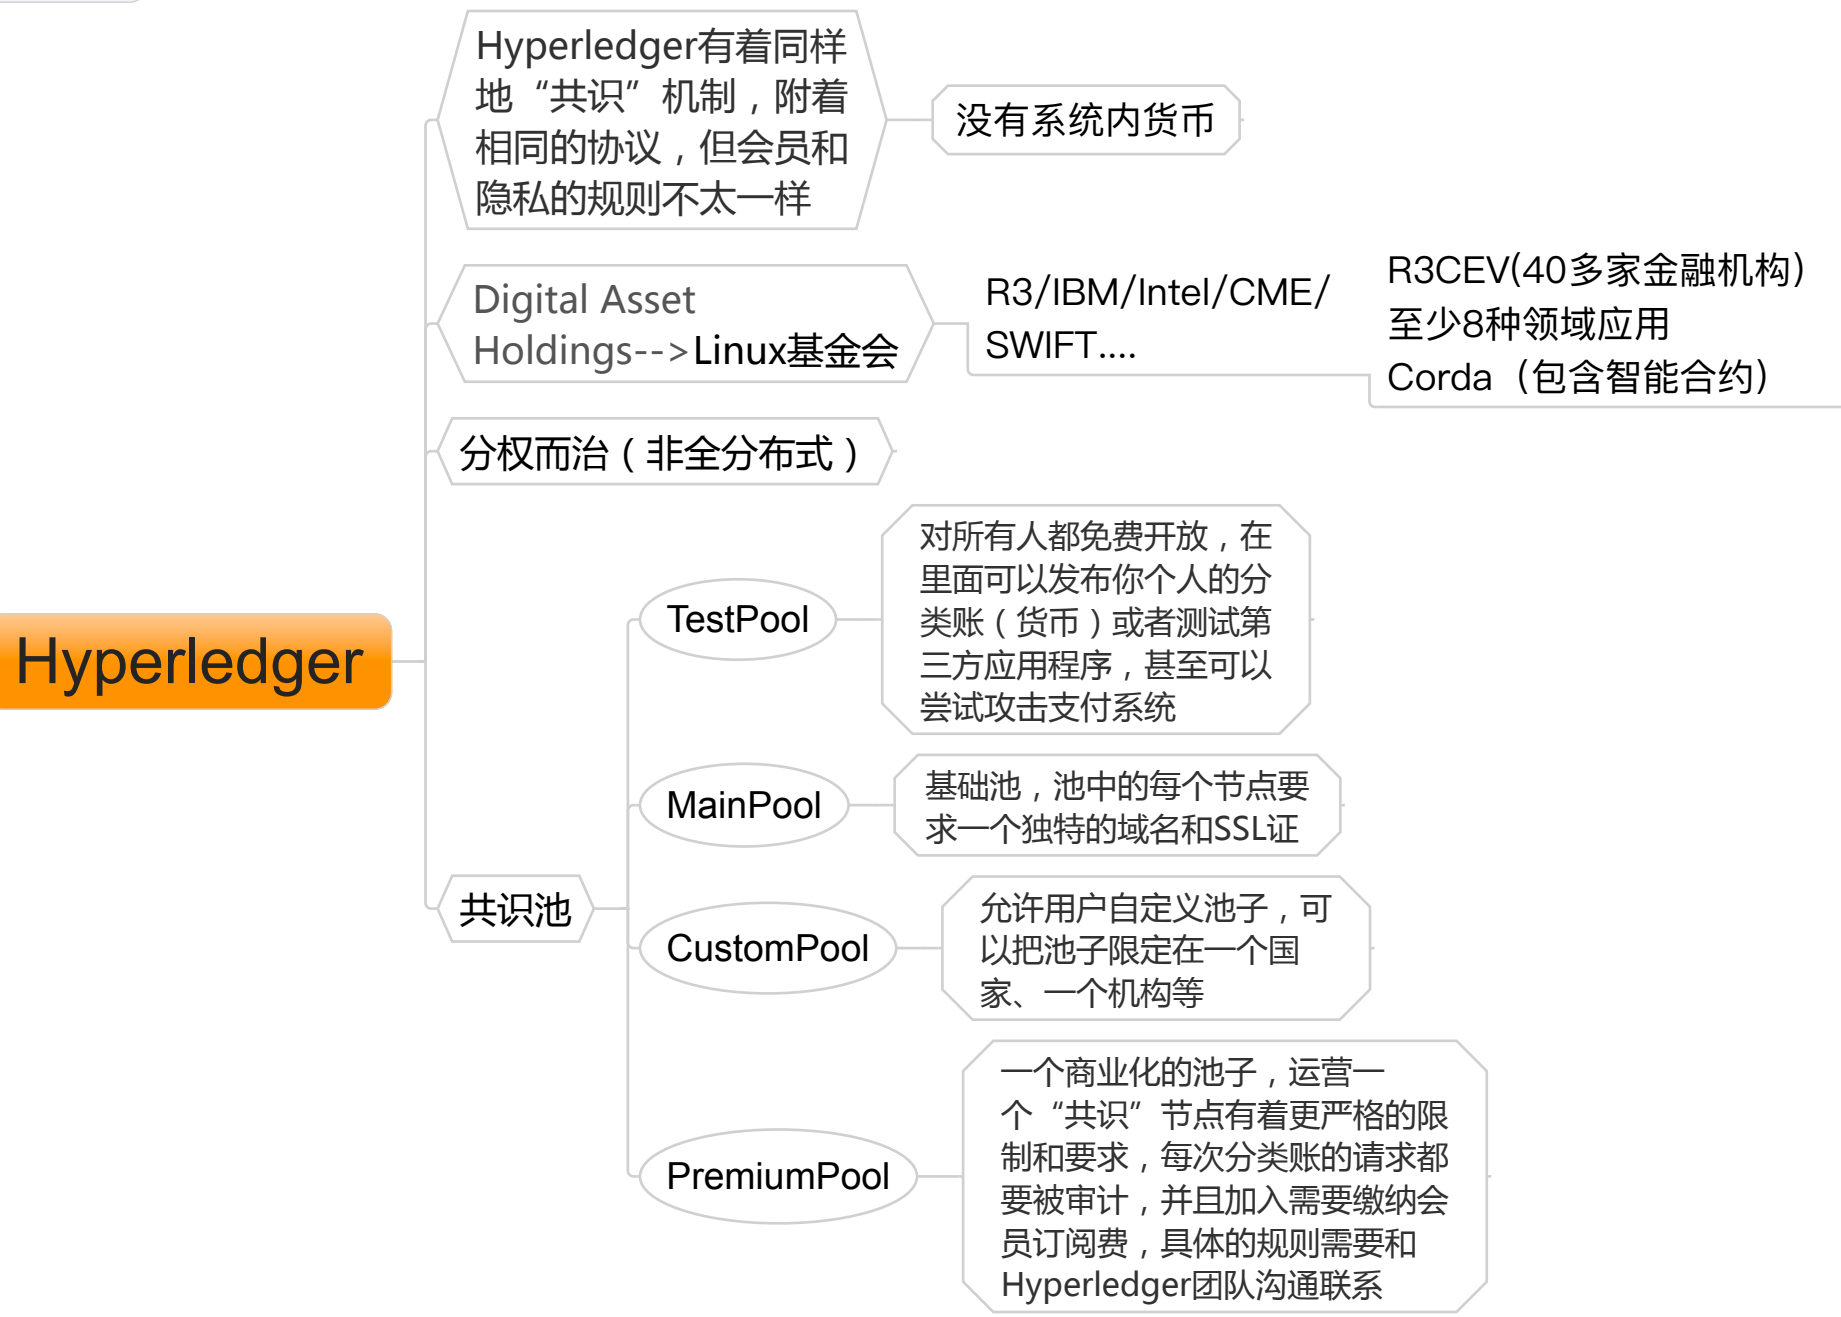 Hyperledger
Hyperledger有着同样
地“共识”机制，附着
相同的协议，但会员和
隐私的规则不太一样
没有系统内货币
Digital Asset
Holdings-->Linux基金会
R3/IBM/Intel/CME/
SWIFT....
R3CEV(40多家金融机构)
至少8种领域应用
Corda（包含智能合约）
分权而治（非全分布式）
共识池
TestPool
对所有人都免费开放，在
里面可以发布你个人的分
类账（货币）或者测试第
三方应用程序，甚至可以
尝试攻击支付系统
MainPool
基础池，池中的每个节点要
求一个独特的域名和SSL证
CustomPool
允许用户自定义池子，可
以把池子限定在一个国
家、一个机构等
PremiumPool
一个商业化的池子，运营一
个“共识”节点有着更严格的限
制和要求，每次分类账的请求都
要被审计，并且加入需要缴纳会
员订阅费，具体的规则需要和
Hyperledger团队沟通联系